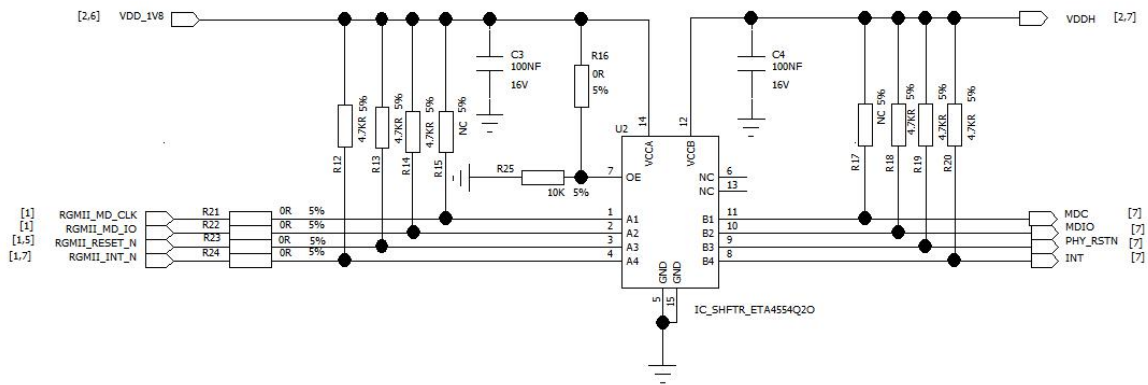 [2,6] VDD_1V8
VDDH [2,7]
C3
100NF
16V
R16
0R
5%
C4
100NF
16V
R12 4.7KR 5%
R13 4.7KR 5%
R14 4.7KR 5%
R15 NC 5%
R17 NC 5%
R18 4.7KR 5%
R19 4.7KR 5%
R20 4.7KR 5%
U2
14 VCCA
12 VCCB
R25
10K 5%
7 OE
NC 6
NC 13
[1] RGMII_MD_CLK R21 0R 5% 1 A1 B1 11 MDC [7]
[1] RGMII_MD_IO R22 0R 5% 2 A2 B2 10 MDIO [7]
[1,5] RGMII_RESET_N R23 0R 5% 3 A3 B3 9 PHY_RSTN [7]
[1,7] RGMII_INT_N R24 0R 5% 4 A4 B4 8 INT [7]
GND GND
5 15
IC_SHFTR_ETA4554Q2O